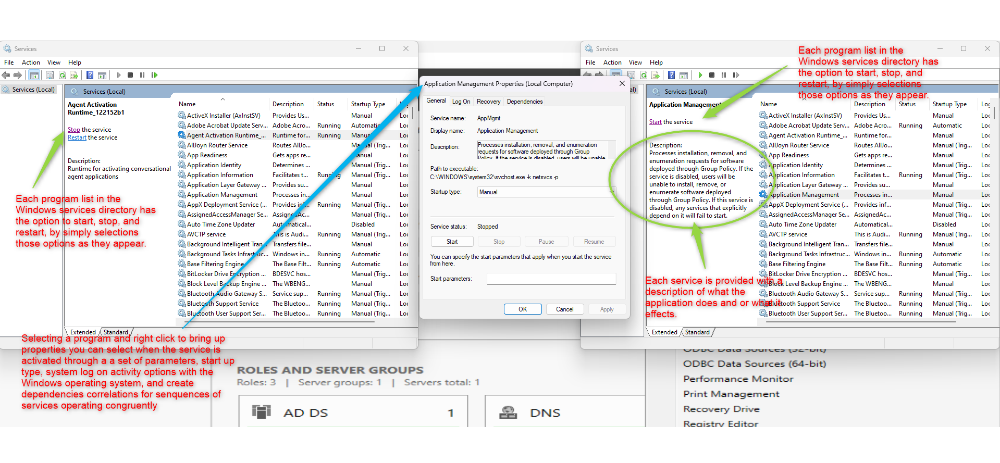 Services
File Action View Help
Services (Local)
Services (Local)
Agent Activation
Runtime_122152b1
Stop the service
Restart the service
Description:
Runtime for activating conversational
agent applications
Name Description Status Startup Type
ActiveX Installer (AxInstSV) Provides Us... Manual Loc
Adobe Acrobat Update Serv... Adobe Acro... Running Automatic Loc
Agent Activation Runtime_... Runtime for... Running Manual Loc
AllJoyn Router Service Routes AllJo... Manual (Trig... Loc
App Readiness Gets apps re... Manual Loc
Application Identity Determines ... Manual (Trig... Loc
Application Information Facilitates t... Running Manual (Trig... Loc
Application Layer Gateway ... Provides su... Manual Loc
Application Management Processes in... Manual Loc
AppX Deployment Service (... Provides inf... Running Manual (Trig... Loc
AssignedAccessManager Se... AssignedAc... Manual (Trig... Loc
Auto Time Zone Updater Automatical... Disabled Loc
AVCTP service This is Audi... Running Manual (Trig... Loc
Background Intelligent Tran... Transfers file... Manual Loc
Background Tasks Infrastruc... Windows in... Running Automatic Loc
Base Filtering Engine The Base Filt... Running Automatic Loc
BitLocker Drive Encryption ... BDESVC hos... Manual (Trig... Loc
Block Level Backup Engine ... The WBENG... Manual Loc
Bluetooth Audio Gateway S... Service sup... Running Manual (Trig... Loc
Bluetooth Support Service The Bluetoo... Running Manual (Trig... Loc
Bluetooth User Support Ser... The Bluetoo... Running Manual (Trig... Loc
Extended Standard
Each program list in the
Windows services directory has
the option to start, stop, and
restart, by simply selections
those options as they appear.
Selecting a program and right click to bring up
properties you can select when the service is
activated through a a set of parameters, start up
type, system log on activity options with the
Windows operating system, and create
dependencies correlations for senquences of
services operating congruently
Application Management Properties (Local Computer)
General Log On Recovery Dependencies
Service name: AppMgmt
Display name: Application Management
Description: Processes installation, removal, and enumeration
requests for software deployed through Group
Policy. If the service is disabled, users will be unable
Path to executable:
C:\WINDOWS\system32\svchost.exe -k netsvcs -p
Startup type: Manual
Service status: Stopped
Start Stop Pause Resume
You can specify the start parameters that apply when you start the service
from here.
Start parameters:
OK Cancel Apply
Services
File Action View Help
Services (Local)
Application Management
Start the service
Description:
Processes installation, removal, and
enumeration requests for software
deployed through Group Policy. If the
service is disabled, users will be
unable to install, remove, or
enumerate software deployed
through Group Policy. If this service is
disabled, any services that explicitly
depend on it will fail to start.
Each program list in the
Windows services directory has
the option to start, stop, and
restart, by simply selections
those options as they appear.
Name Description Status Startup Type Log
ActiveX Installer (AxInstSV) Provides Us... Manual Loc
Adobe Acrobat Update Serv... Adobe Acro... Running Automatic Loc
Agent Activation Runtime_... Runtime for... Manual Loc
AllJoyn Router Service Routes AllJo... Manual (Trig... Loc
App Readiness Gets apps re... Manual Loc
Application Identity Determines ... Manual (Trig... Loc
Application Information Facilitates t... Running Manual (Trig... Loc
Application Layer Gateway ... Provides su... Manual Loc
Application Management Processes in... Manual Loc
AppX Deployment Service (... Provides inf... Manual (Trig... Loc
AssignedAccessManager Se... AssignedAc... Manual (Trig... Loc
Auto Time Zone Updater Automatical... Disabled Loc
AVCTP service This is Audi... Running Manual (Trig... Loc
Background Intelligent Tran... Transfers file... Manual Loc
Background Tasks Infrastruc... Windows in... Running Automatic Loc
Base Filtering Engine The Base Filt... Running Automatic Loc
BitLocker Drive Encryption ... BDESVC hos... Manual (Trig... Loc
Block Level Backup Engine ... The WBENG... Manual Loc
Bluetooth Audio Gateway S... Service sup... Running Manual (Trig... Loc
Bluetooth Support Service The Bluetoo... Running Manual (Trig... Loc
Bluetooth User Support Ser... The Bluetoo... Running Manual (Trig... Loc
Each service is provided with a
description of what the
application does and or what it
effects.
Extended Standard
ROLES AND SERVER GROUPS
Roles: 3 | Server groups: 1 | Servers total: 1
AD DS 1
DNS
ODBC Data Sources (32-bit)
ODBC Data Sources (64-bit)
Performance Monitor
Print Management
Recovery Drive
Registry Editor